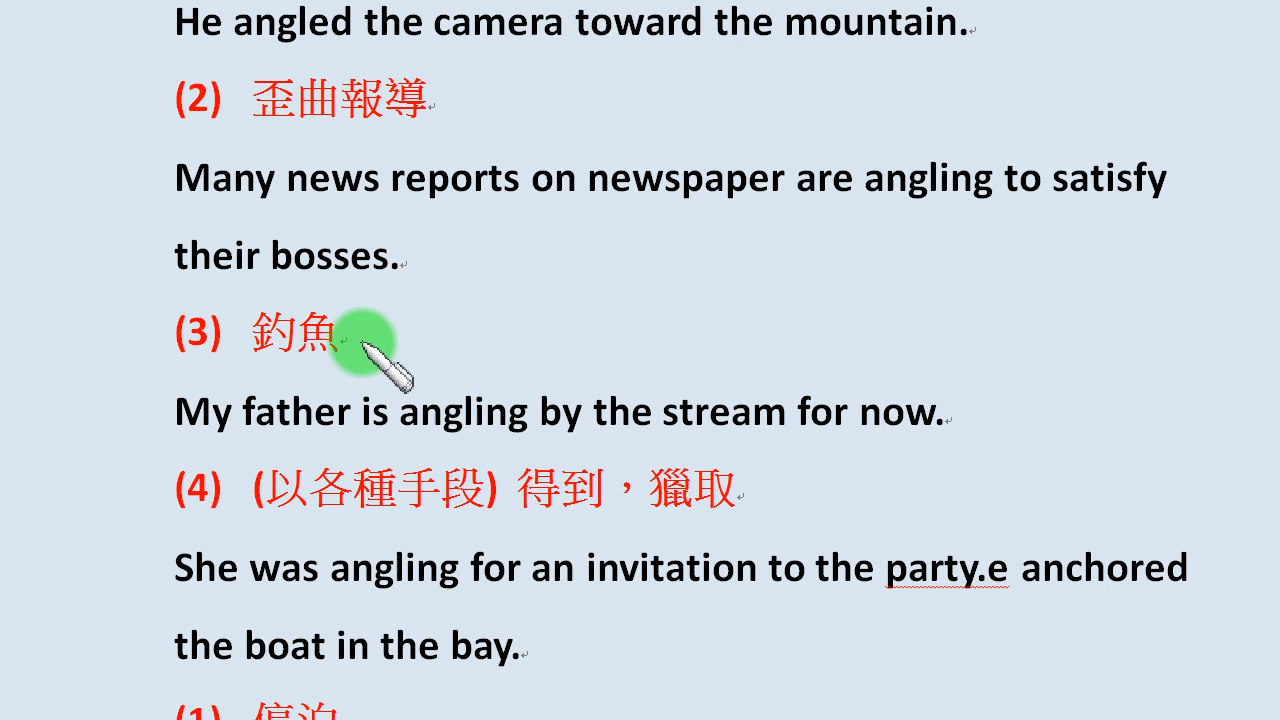 He angled the camera toward the mountain.
(2) 歪曲報導
Many news reports on newspaper are angling to satisfy
their bosses.
(3) 釣魚
My father is angling by the stream for now.
(4) (以各種手段) 得到，獵取
She was angling for an invitation to the party.e anchored
the boat in the bay.
(1) 停泊